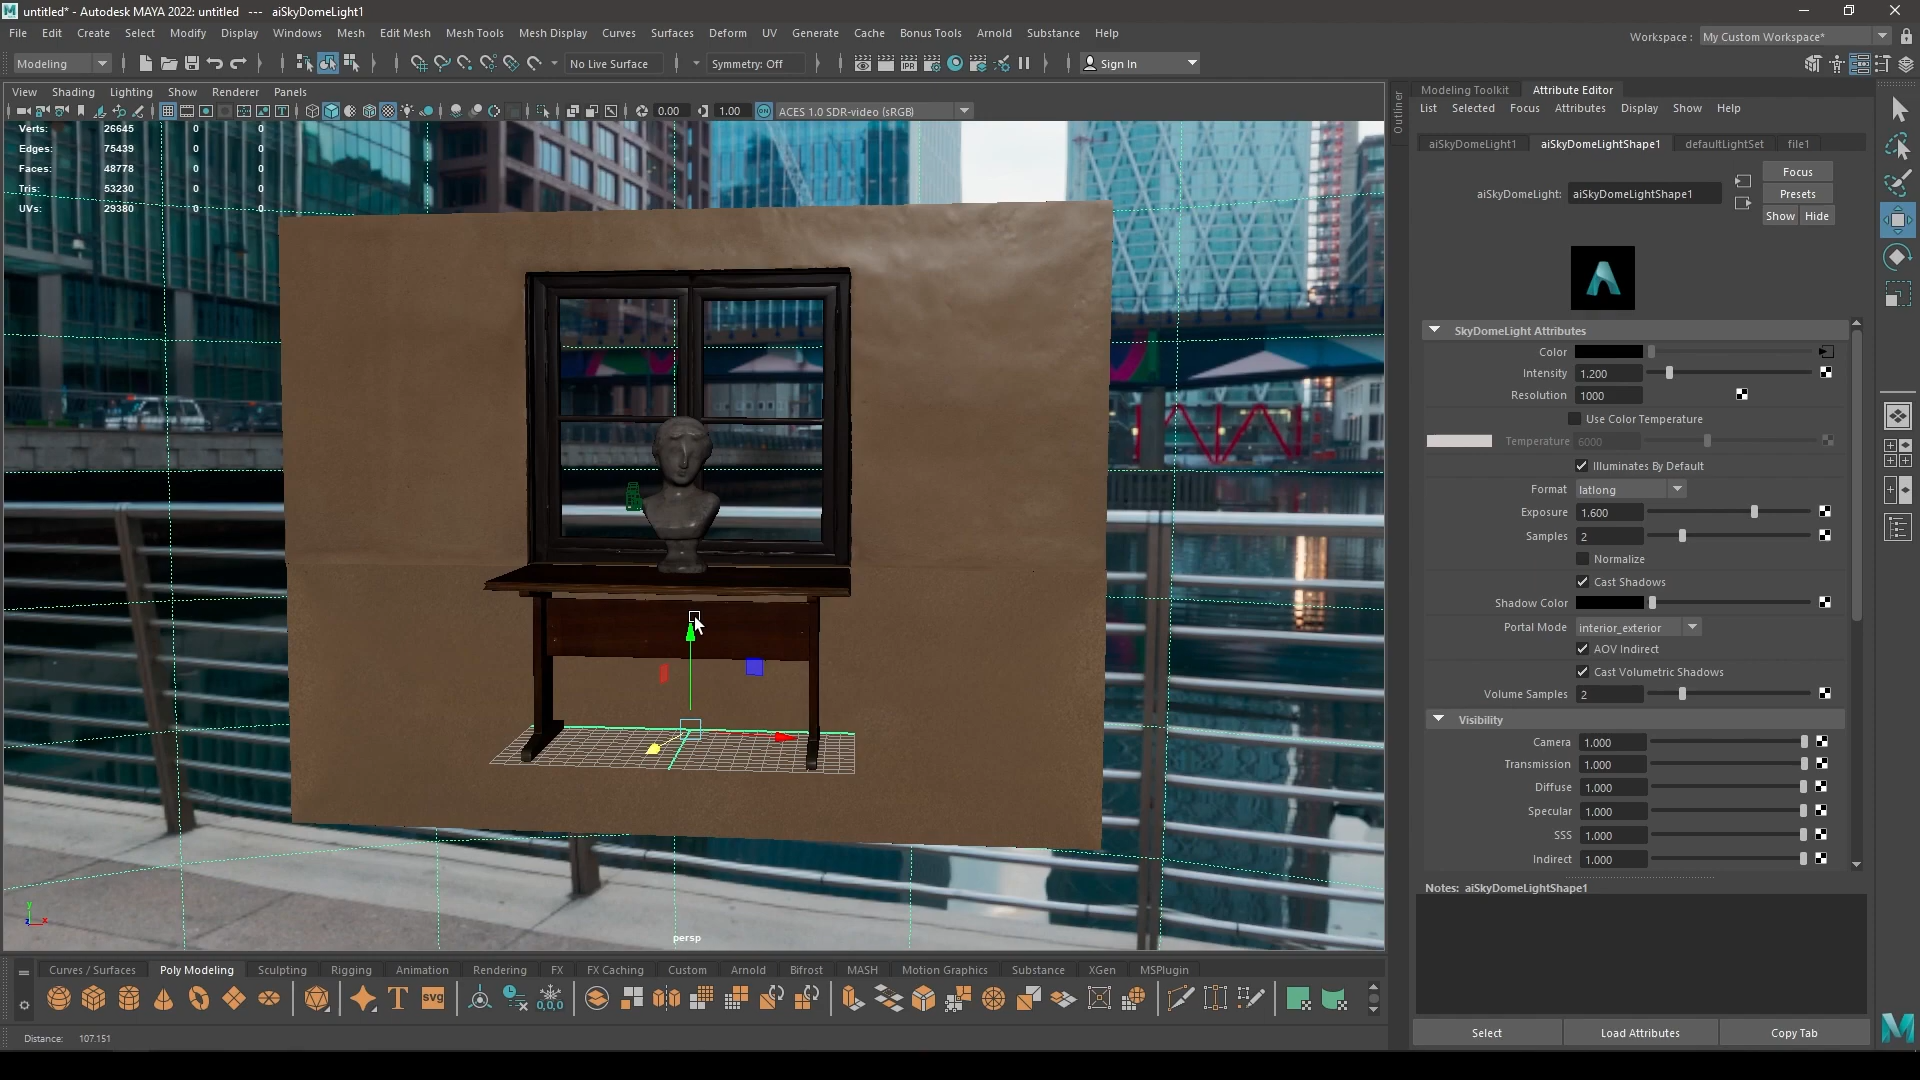 untitled* - Autodesk MAYA 2022: untitled   ---   aiSkyDomeLight1
File Edit Create Select Modify Display Windows Mesh Edit Mesh Mesh Tools Mesh Display Curves Surfaces Deform UV Generate Cache Bonus Tools Arnold Substance Help
Workspace : My Custom Workspace*
Modeling
No Live Surface
Symmetry: Off
IPR
Sign In
View Shading Lighting Show Renderer Panels
0.00
1.00
ACES 1.0 SDR-video (sRGB)
Verts: 26645 0 0
Edges: 75439 0 0
Faces: 48778 0 0
Tris: 53230 0 0
UVs: 29380 0 0
persp
y
z x
Outliner
Modeling Toolkit Attribute Editor
List Selected Focus Attributes Display Show Help
aiSkyDomeLight1 aiSkyDomeLightShape1 defaultLightSet file1
aiSkyDomeLight: aiSkyDomeLightShape1
Focus
Presets
Show Hide
SkyDomeLight Attributes
Color
Intensity 1.200
Resolution 1000
Use Color Temperature
Temperature 6000
Illuminates By Default
Format latlong
Exposure 1.600
Samples 2
Normalize
Cast Shadows
Shadow Color
Portal Mode interior_exterior
AOV Indirect
Cast Volumetric Shadows
Volume Samples 2
Visibility
Camera 1.000
Transmission 1.000
Diffuse 1.000
Specular 1.000
SSS 1.000
Indirect 1.000
Notes: aiSkyDomeLightShape1
Select Load Attributes Copy Tab
Curves / Surfaces Poly Modeling Sculpting Rigging Animation Rendering FX FX Caching Custom Arnold Bifrost MASH Motion Graphics Substance XGen MSPlugin
T svg 0,0,0
Distance: 107.151